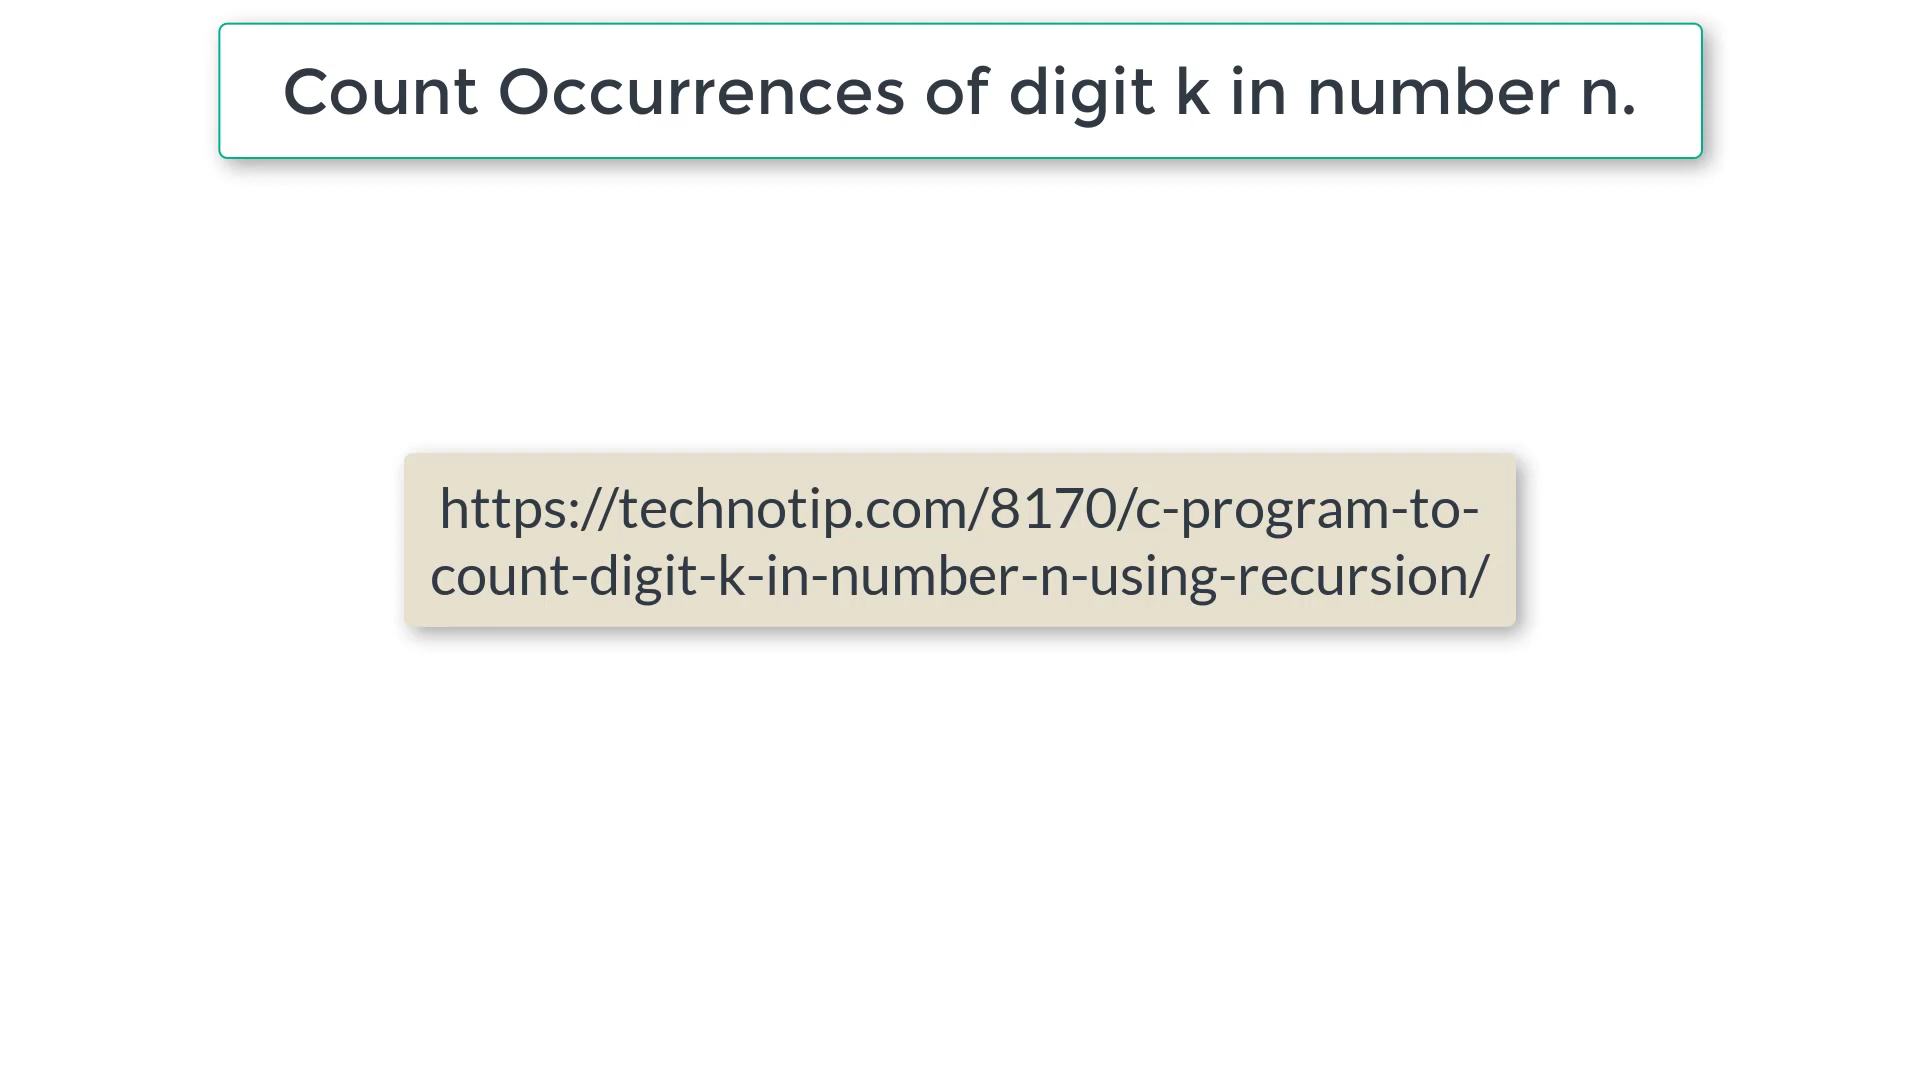 Count Occurrences of digit k in number n.
https://technotip.com/8170/c-program-to-
count-digit-k-in-number-n-using-recursion/